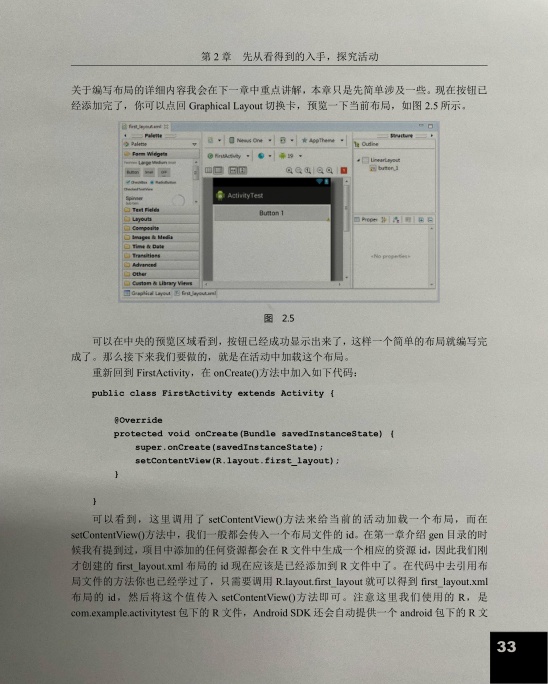 第 2 章 先从看得到的入手，探究活动
关于编写布局的详细内容我会在下一章中重点讲解，本章只是先简单涉及一些。现在按钮已
经添加完了，你可以点回 Graphical Layout 切换卡，预览一下当前布局，如图 2.5 所示。
first_layout.xml
Palette
Palette
Form Widgets
Large Medium Small
Button Small OFF
CheckBox RadioButton
CheckedTextView
Spinner
Text Fields
Layouts
Composite
Images & Media
Time & Date
Transitions
Advanced
Other
Custom & Library Views
Graphical Layout first_layout.xml
Nexus One AppTheme
FirstActivity 19
ActivityTest
Button 1
Structure
Outline
LinearLayout
button_1
Proper
<No properties>
图 2.5
可以在中央的预览区域看到，按钮已经成功显示出来了，这样一个简单的布局就编写完
成了。那么接下来我们要做的，就是在活动中加载这个布局。
重新回到 FirstActivity，在 onCreate()方法中加入如下代码：
public class FirstActivity extends Activity {
@Override
protected void onCreate(Bundle savedInstanceState) {
super.onCreate(savedInstanceState);
setContentView(R.layout.first_layout);
}
}
可以看到，这里调用了 setContentView()方法来给当前的活动加载一个布局，而在
setContentView()方法中，我们一般都会传入一个布局文件的 id。在第一章介绍 gen 目录的时
候我有提到过，项目中添加的任何资源都会在 R 文件中生成一个相应的资源 id，因此我们刚
才创建的 first_layout.xml 布局的 id 现在应该是已经添加到 R 文件中了。在代码中去引用布
局文件的方法你也已经学过了，只需要调用 R.layout.first_layout 就可以得到 first_layout.xml
布局的 id，然后将这个值传入 setContentView()方法即可。注意这里我们使用的 R，是
com.example.activitytest 包下的 R 文件，Android SDK 还会自动提供一个 android 包下的 R 文
33